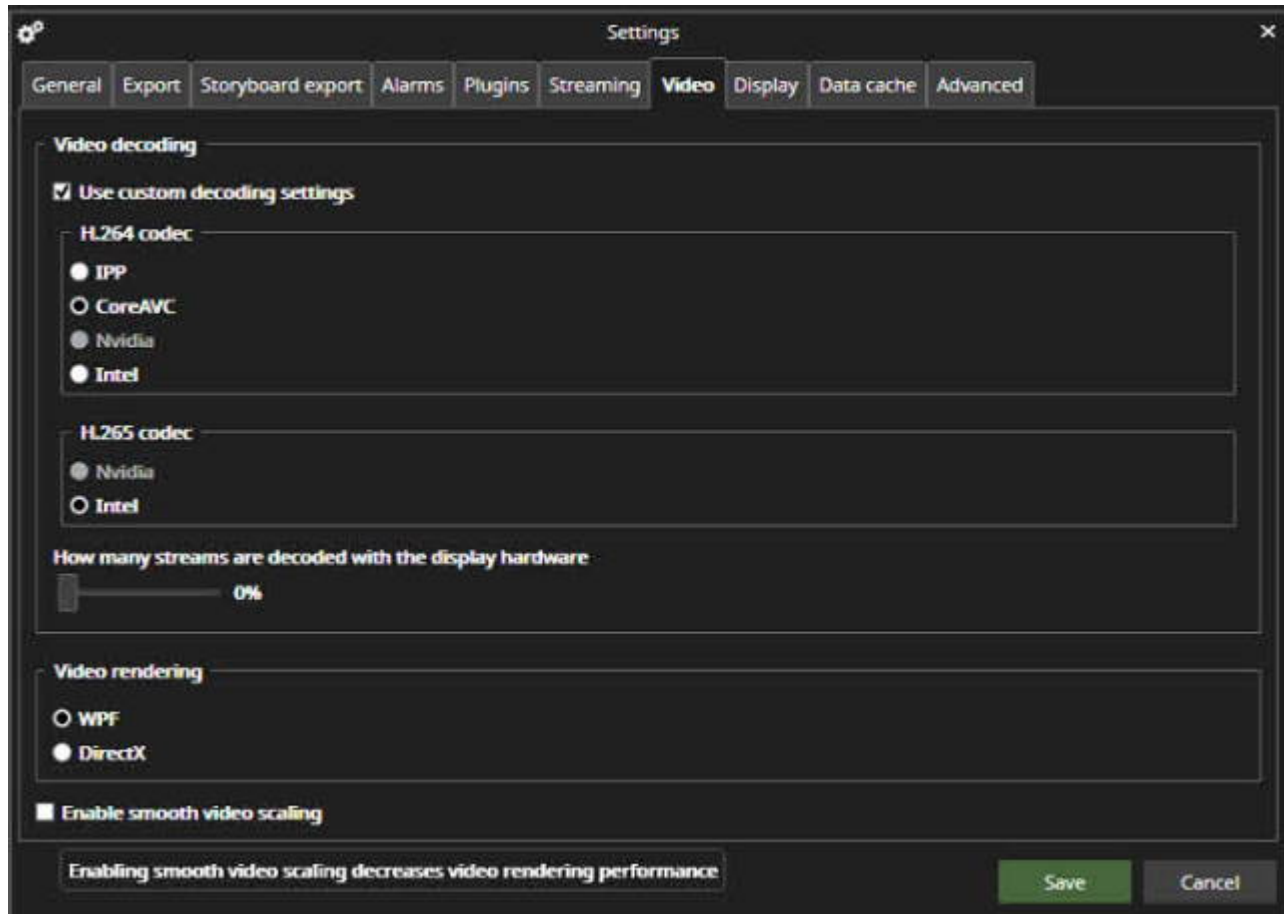 Settings
General Export Storyboard export Alarms Plugins Streaming Video Display Data cache Advanced
Video decoding
Use custom decoding settings
H.264 codec
IPP
CoreAVC
Nvidia
Intel
H.265 codec
Nvidia
Intel
How many streams are decoded with the display hardware
0%
Video rendering
WPF
DirectX
Enable smooth video scaling
Enabling smooth video scaling decreases video rendering performance
Save Cancel